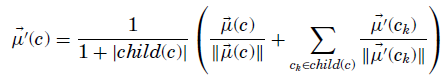 \vec{\mu}'(c) = \frac{1}{1 + |child(c)|} \left( \frac{\vec{\mu}(c)}{\|\vec{\mu}(c)\|} + \sum_{c_k \in child(c)} \frac{\vec{\mu}'(c_k)}{\|\vec{\mu}'(c_k)\|} \right)